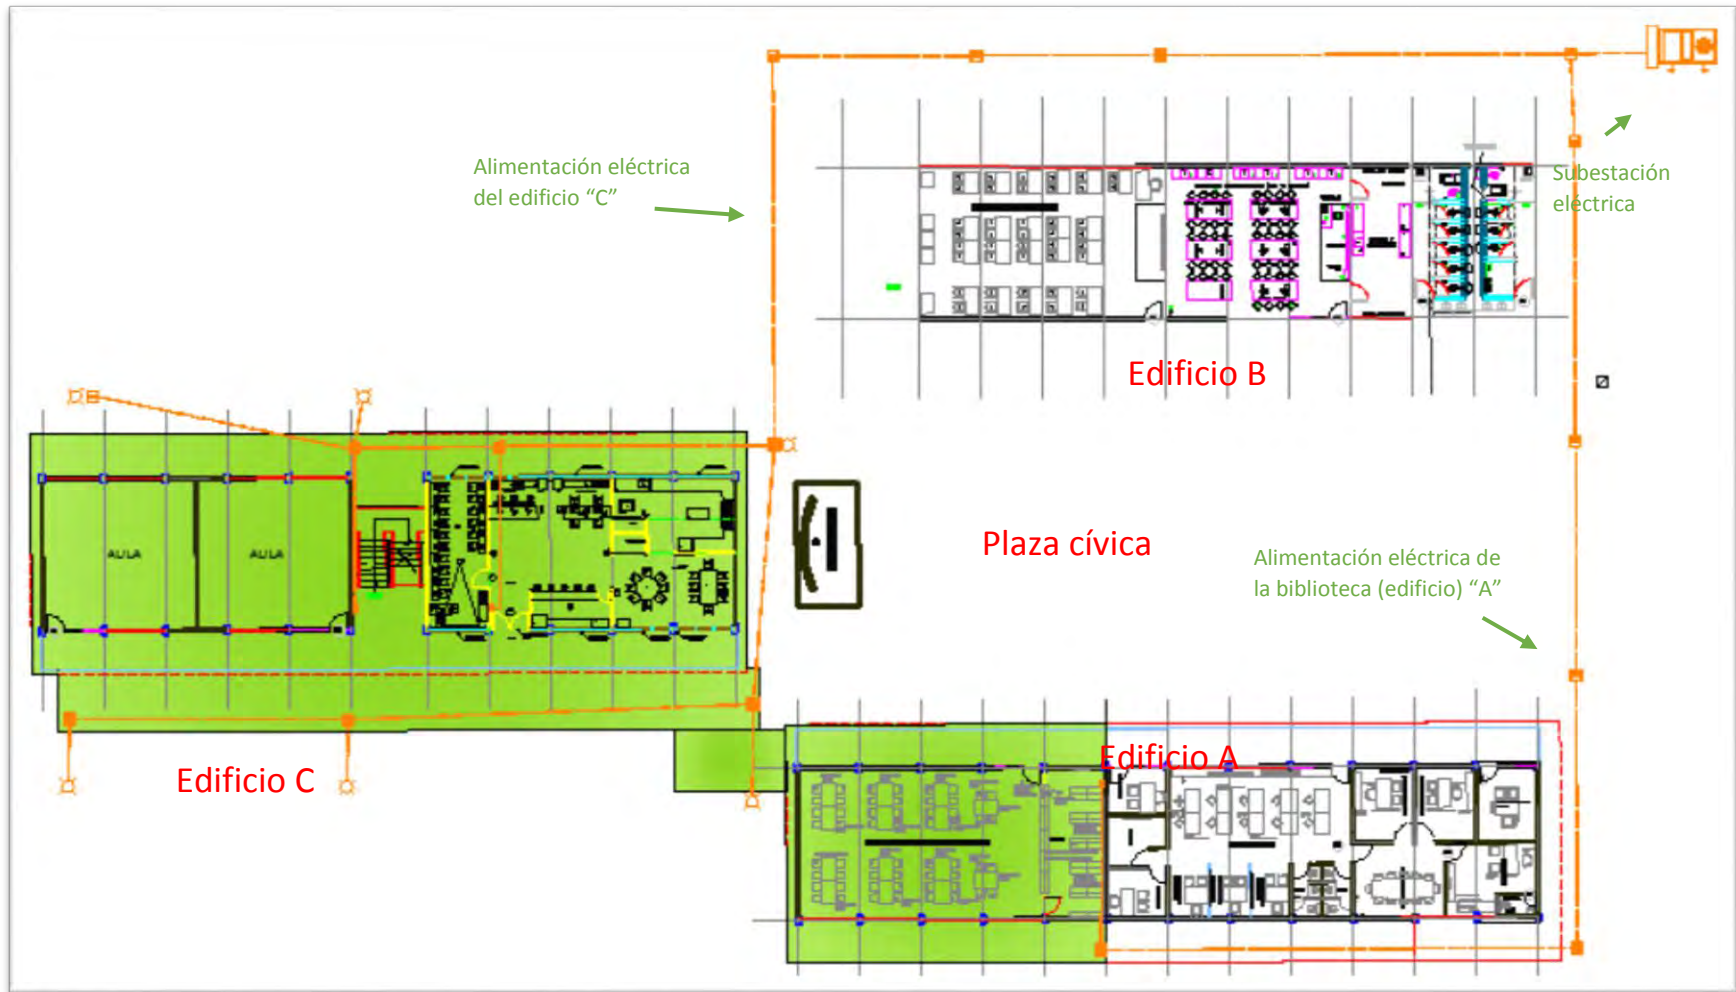 Alimentación eléctrica
del edificio “C”
Subestación
eléctrica
Edificio B
Plaza cívica
Alimentación eléctrica de
la biblioteca (edificio) “A”
AULA
AULA
Edificio C
Edificio A